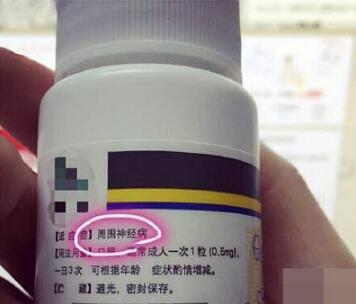 【适应症】周围神经病
【用法用量】口服 通常成人一次1粒(0.5mg),
一日3次 可根据年龄 症状酌情增减。
【贮 藏】避光、密封保存。